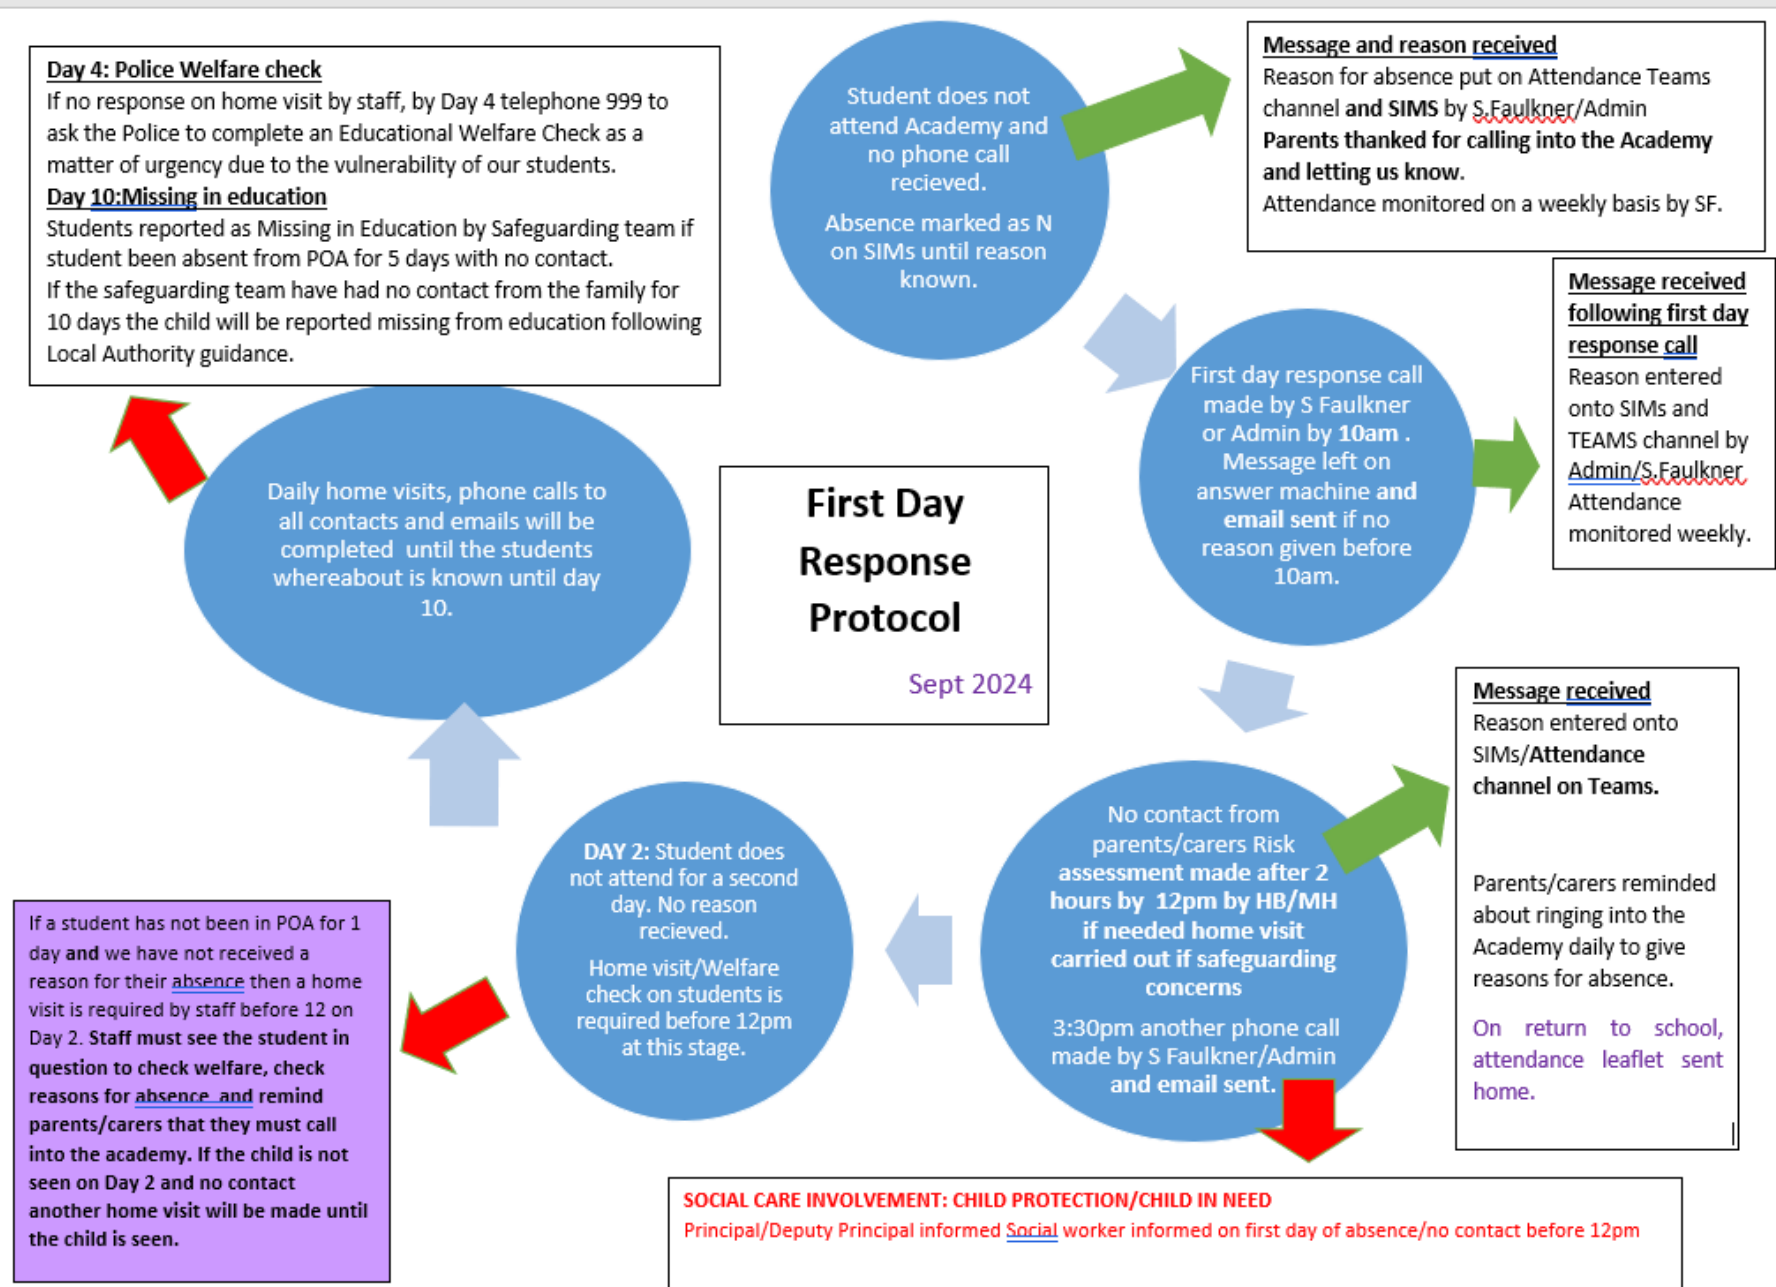 Day 4: Police Welfare check
If no response on home visit by staff, by Day 4 telephone 999 to
ask the Police to complete an Educational Welfare Check as a
matter of urgency due to the vulnerability of our students.
Day 10:Missing in education
Students reported as Missing in Education by Safeguarding team if
student been absent from POA for 5 days with no contact.
If the safeguarding team have had no contact from the family for
10 days the child will be reported missing from education following
Local Authority guidance.
Student does not
attend Academy and
no phone call
recieved.
Absence marked as N
on SIMs until reason
known.
Message and reason received
Reason for absence put on Attendance Teams
channel and SIMS by S.Faulkner/Admin
Parents thanked for calling into the Academy
and letting us know.
Attendance monitored on a weekly basis by SF.
First day response call
made by S Faulkner
or Admin by 10am .
Message left on
answer machine and
email sent if no
reason given before
10am.
Message received
following first day
response call
Reason entered
onto SIMs and
TEAMS channel by
Admin/S.Faulkner
Attendance
monitored weekly.
First Day
Response
Protocol
Sept 2024
No contact from
parents/carers Risk
assessment made after 2
hours by 12pm by HB/MH
if needed home visit
carried out if safeguarding
concerns
3:30pm another phone call
made by S Faulkner/Admin
and email sent.
Message received
Reason entered onto
SIMs/Attendance
channel on Teams.
Parents/carers reminded
about ringing into the
Academy daily to give
reasons for absence.
On return to school,
attendance leaflet sent
home.
SOCIAL CARE INVOLVEMENT: CHILD PROTECTION/CHILD IN NEED
Principal/Deputy Principal informed Social worker informed on first day of absence/no contact before 12pm
DAY 2: Student does
not attend for a second
day. No reason
recieved.
Home visit/Welfare
check on students is
required before 12pm
at this stage.
If a student has not been in POA for 1
day and we have not received a
reason for their absence then a home
visit is required by staff before 12 on
Day 2. Staff must see the student in
question to check welfare, check
reasons for absence and remind
parents/carers that they must call
into the academy. If the child is not
seen on Day 2 and no contact
another home visit will be made until
the child is seen.
Daily home visits, phone calls to
all contacts and emails will be
completed until the students
whereabout is known until day
10.